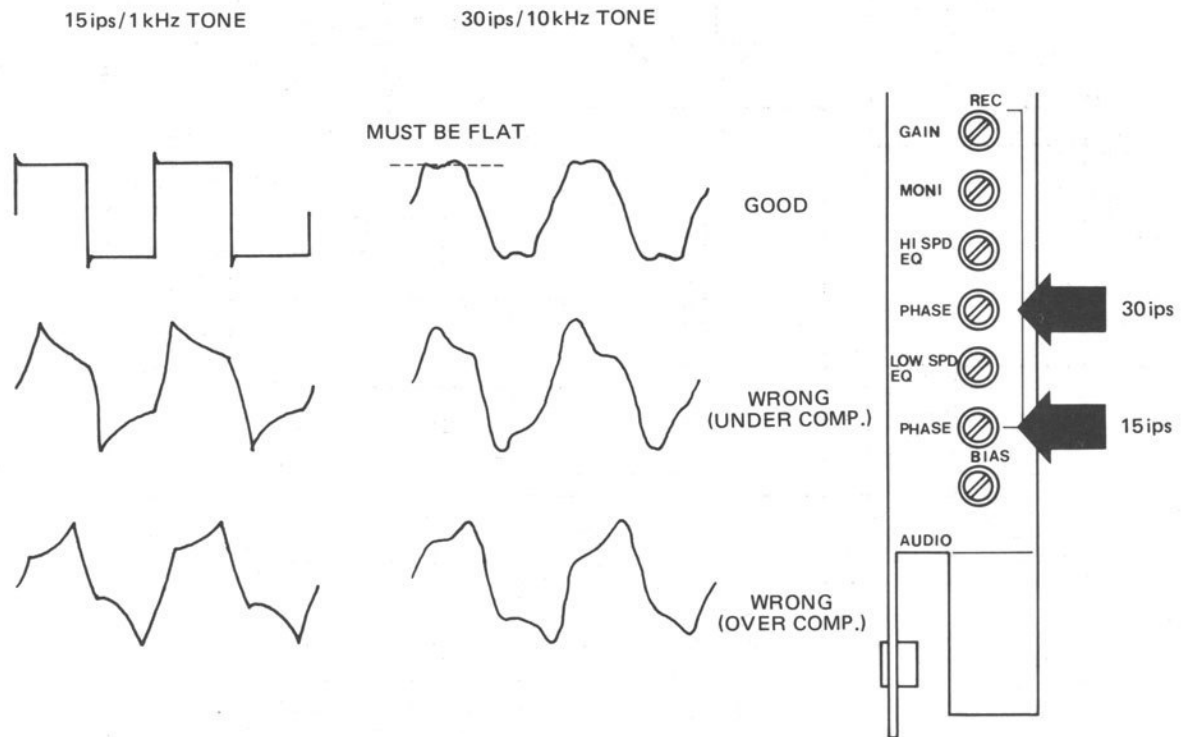 15ips/1kHz TONE
30ips/10kHz TONE
MUST BE FLAT
GOOD
WRONG
(UNDER COMP.)
WRONG
(OVER COMP.)
REC
GAIN
MONI
HI SPD
EQ
PHASE
30ips
LOW SPD
EQ
PHASE
15ips
BIAS
AUDIO